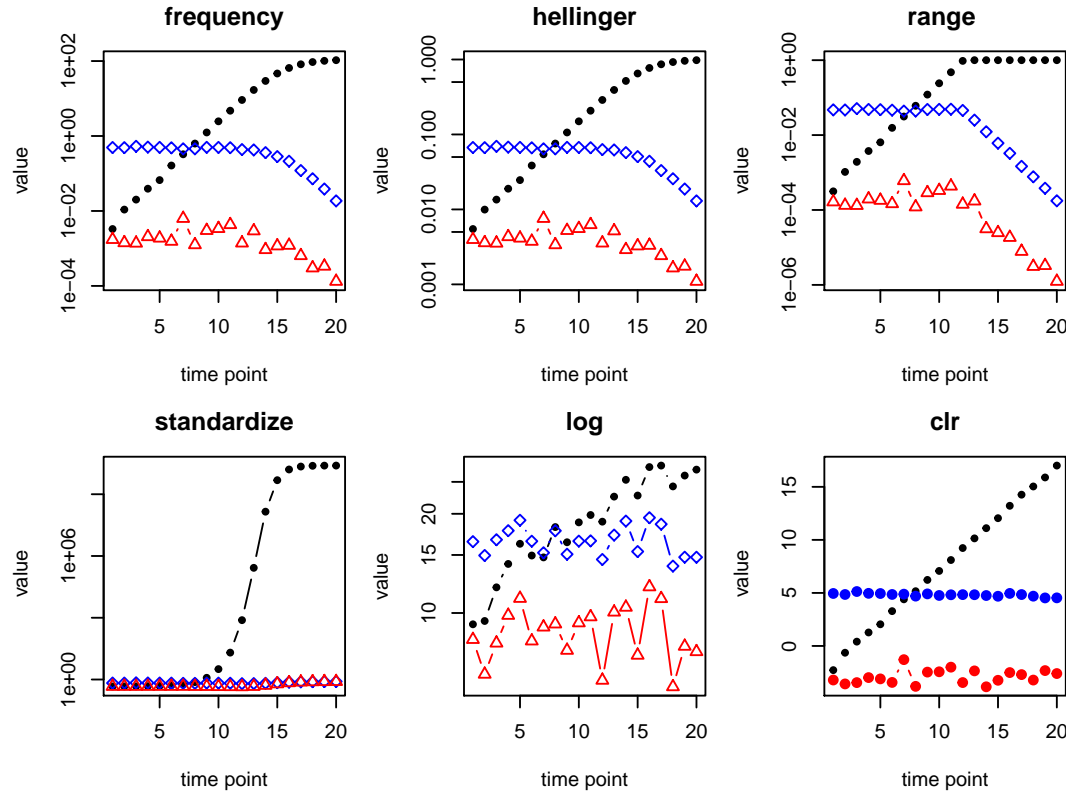 frequency
value
1e−04 1e−02 1e+00 1e+02
5 10 15 20
time point
hellinger
value
0.001 0.010 0.100 1.000
5 10 15 20
time point
range
value
1e−06 1e−04 1e−02 1e+00
5 10 15 20
time point
standardize
value
1e+00 1e+06
5 10 15 20
time point
log
value
10 15 20
5 10 15 20
time point
clr
value
0 5 10 15
5 10 15 20
time point